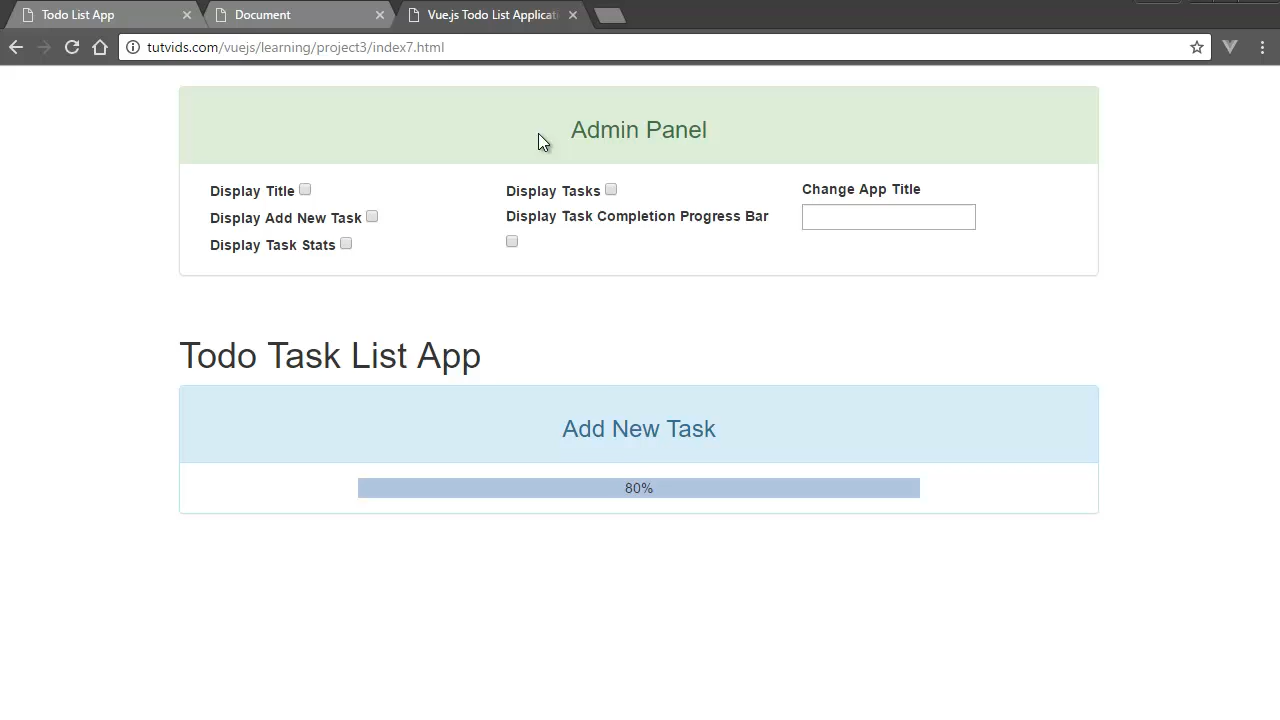 Todo List App
Document
Vue.js Todo List Applicati
tutvids.com/vuejs/learning/project3/index7.html
Admin Panel
Display Title
Display Add New Task
Display Task Stats
Display Tasks
Display Task Completion Progress Bar
Change App Title
Todo Task List App
Add New Task
80%